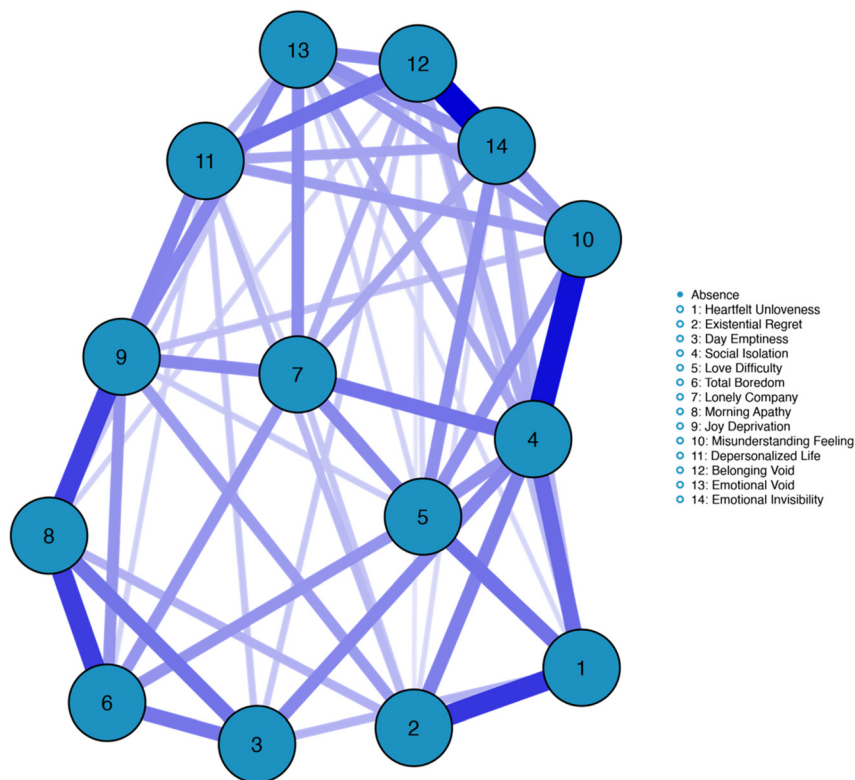 13
12
14
11
10
9
7
4
5
8
1
6
2
3
Absence
1: Heartfelt Unloveness
2: Existential Regret
3: Day Emptiness
4: Social Isolation
5: Love Difficulty
6: Total Boredom
7: Lonely Company
8: Morning Apathy
9: Joy Deprivation
10: Misunderstanding Feeling
11: Depersonalized Life
12: Belonging Void
13: Emotional Void
14: Emotional Invisibility